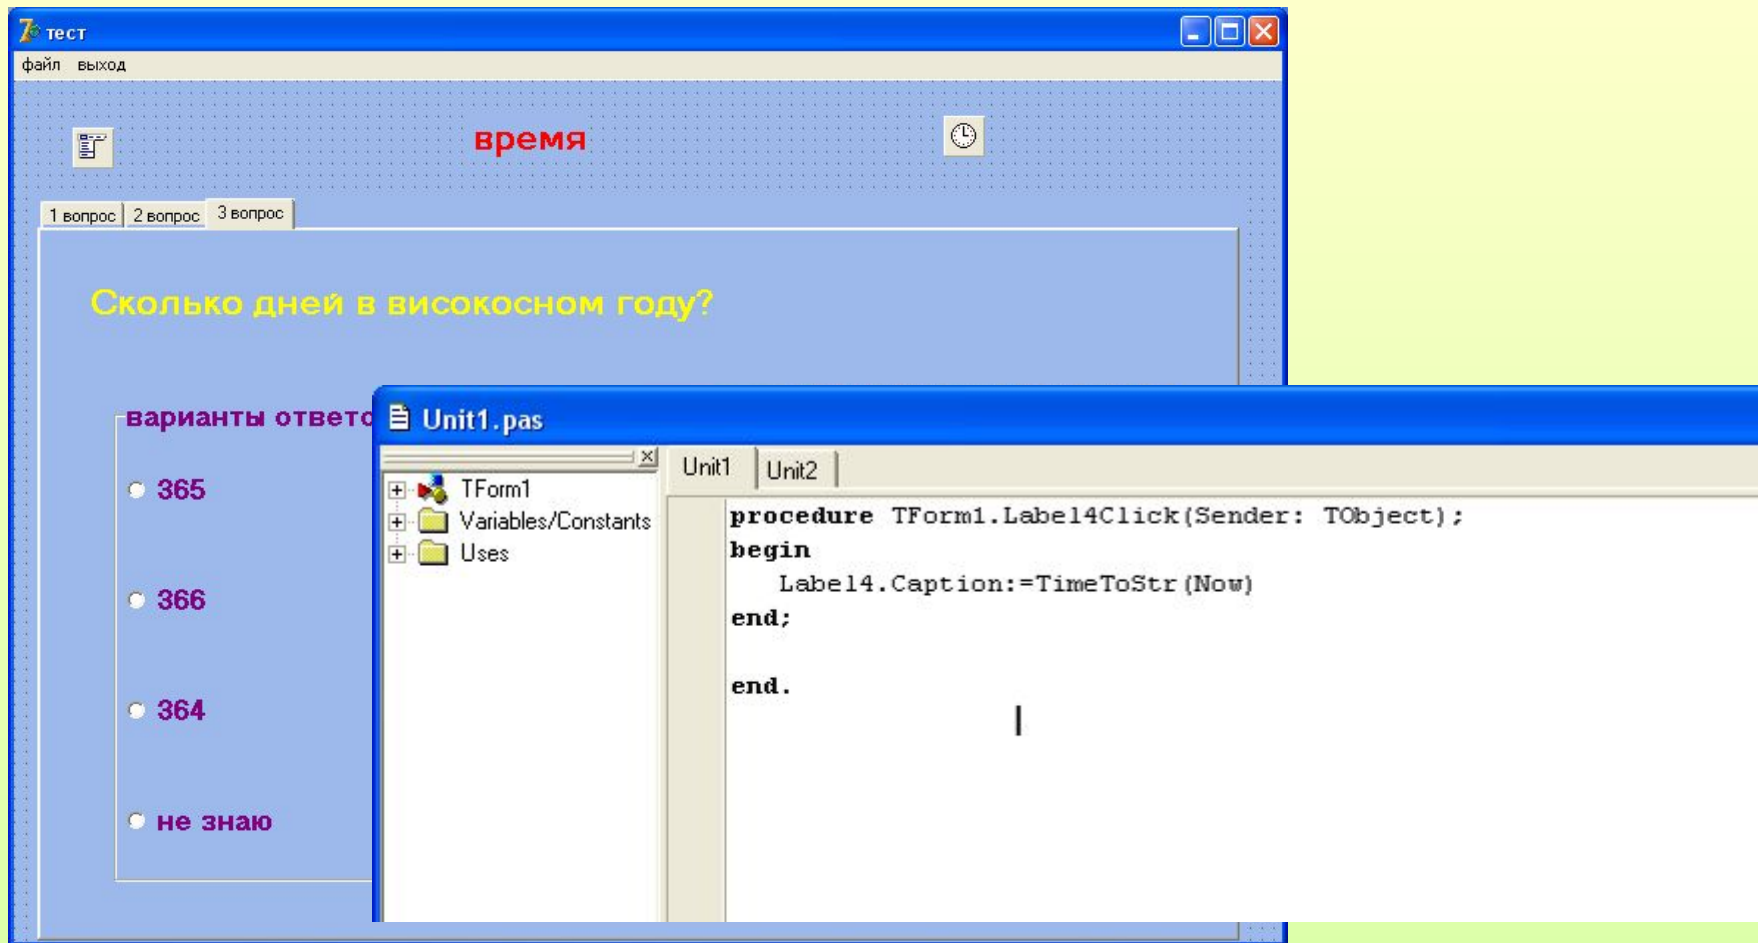 тест
файл выход
время
1 вопрос 2 вопрос 3 вопрос
Сколько дней в високосном году?
варианты ответо
365
366
364
не знаю
Unit1.pas
TForm1
Variables/Constants
Uses
Unit1 Unit2
procedure TForm1.Label4Click(Sender: TObject);
begin
Label4.Caption:=TimeToStr(Now)
end;
end.